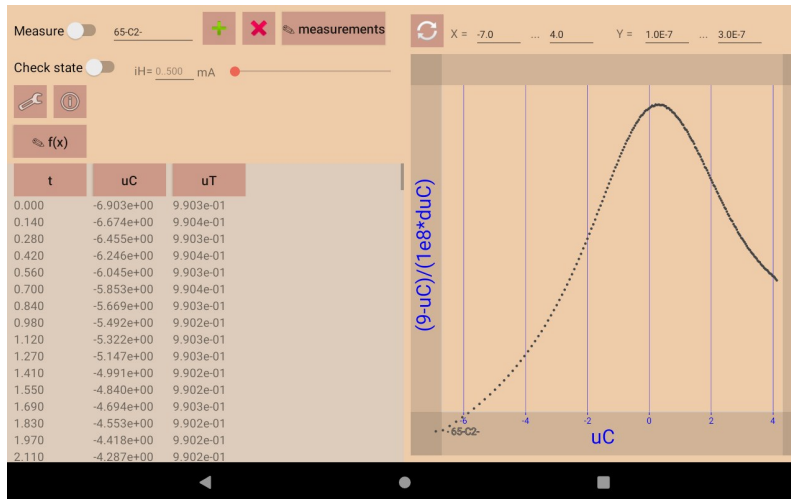 Measure 65-C2- measurements X = -7.0 ... 4.0 Y = 1.0E-7 ... 3.0E-7
Check state iH= 0..500 mA
f(x)
t uC uT
0.000 -6.903e+00 9.903e-01
0.140 -6.674e+00 9.904e-01
0.280 -6.455e+00 9.903e-01
0.420 -6.246e+00 9.904e-01
0.560 -6.045e+00 9.903e-01
0.700 -5.853e+00 9.904e-01
0.840 -5.669e+00 9.903e-01
0.980 -5.492e+00 9.902e-01
1.120 -5.322e+00 9.903e-01
1.270 -5.147e+00 9.903e-01
1.410 -4.991e+00 9.902e-01
1.550 -4.840e+00 9.902e-01
1.690 -4.694e+00 9.903e-01
1.830 -4.553e+00 9.902e-01
1.970 -4.418e+00 9.902e-01
2.110 -4.287e+00 9.902e-01
(9-uC)/(1e8*duC)
-6 -4 -2 0 2 4
65-C2-
uC